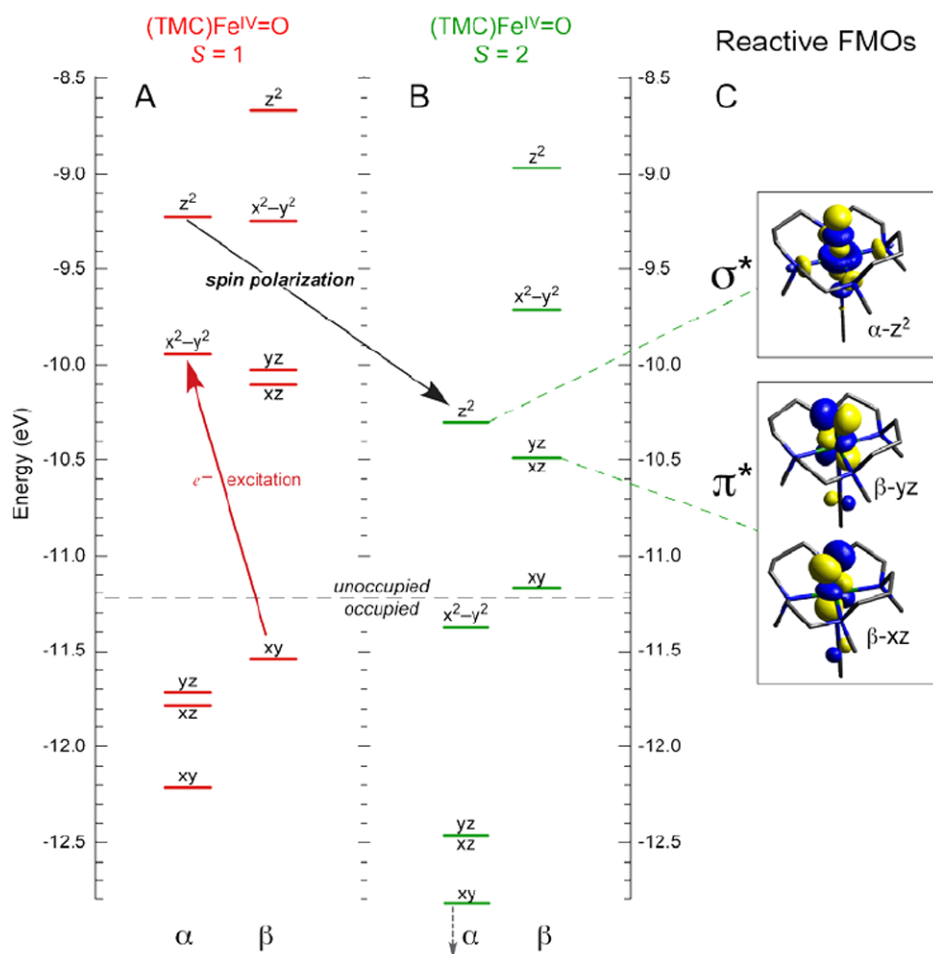 (TMC)Fe^IV=O
S = 1
(TMC)Fe^IV=O
S = 2
Reactive FMOs
A
B
C
Energy (eV)
-8.5
-9.0
-9.5
-10.0
-10.5
-11.0
-11.5
-12.0
-12.5
z²
z²
x²–y²
x²–y²
yz
xz
xy
yz
xz
xy
spin polarization
e⁻ excitation
unoccupied
occupied
α
β
z²
x²–y²
z²
yz
xz
xy
x²–y²
yz
xz
xy
α
β
-8.5
-9.0
-9.5
-10.0
-10.5
-11.0
-11.5
-12.0
-12.5
σ*
α-z²
π*
β-yz
β-xz